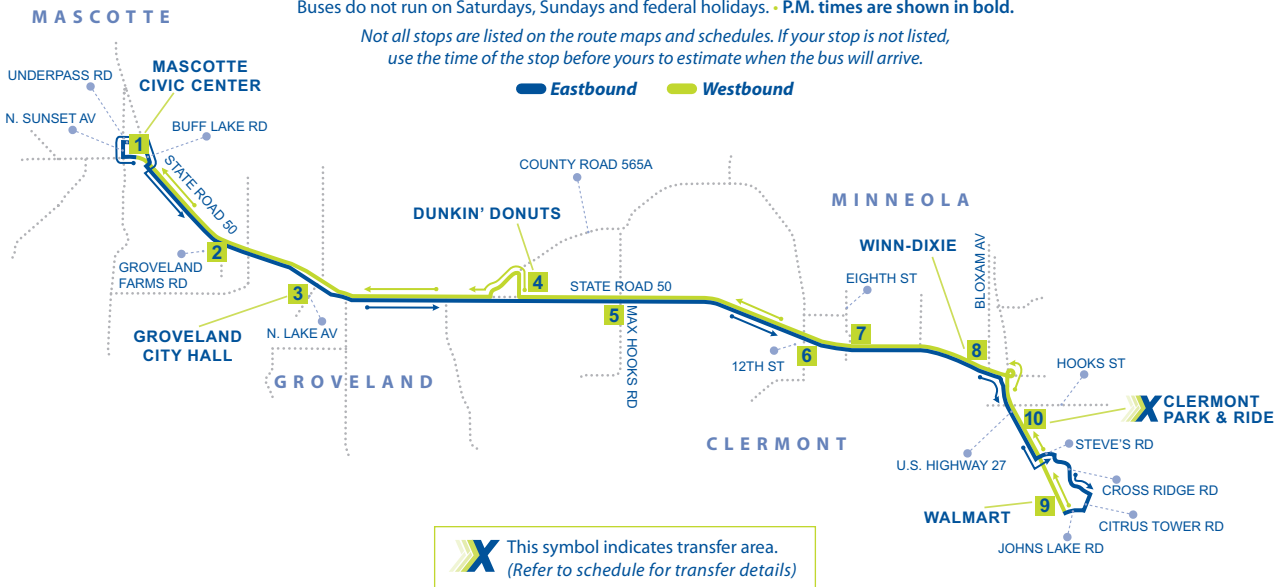 Buses do not run on Saturdays, Sundays and federal holidays. • P.M. times are shown in bold.
MASCOTTE
Not all stops are listed on the route maps and schedules. If your stop is not listed,
use the time of the stop before yours to estimate when the bus will arrive.
Eastbound
Westbound
UNDERPASS RD
MASCOTTE
CIVIC CENTER
N. SUNSET AV
BUFF LAKE RD
1
STATE ROAD 50
COUNTY ROAD 565A
DUNKIN' DONUTS
MINNEOLA
WINN-DIXIE
BLOXAM AV
2
GROVELAND
FARMS RD
3
4
STATE ROAD 50
EIGHTH ST
5
MAX HOOKS RD
GROVELAND
CITY HALL
N. LAKE AV
GROVELAND
12TH ST
6
7
8
HOOKS ST
X
CLERMONT
PARK & RIDE
10
CLERMONT
STEVE'S RD
U.S. HIGHWAY 27
CROSS RIDGE RD
9
WALMART
CITRUS TOWER RD
JOHNS LAKE RD
X
This symbol indicates transfer area.
(Refer to schedule for transfer details)